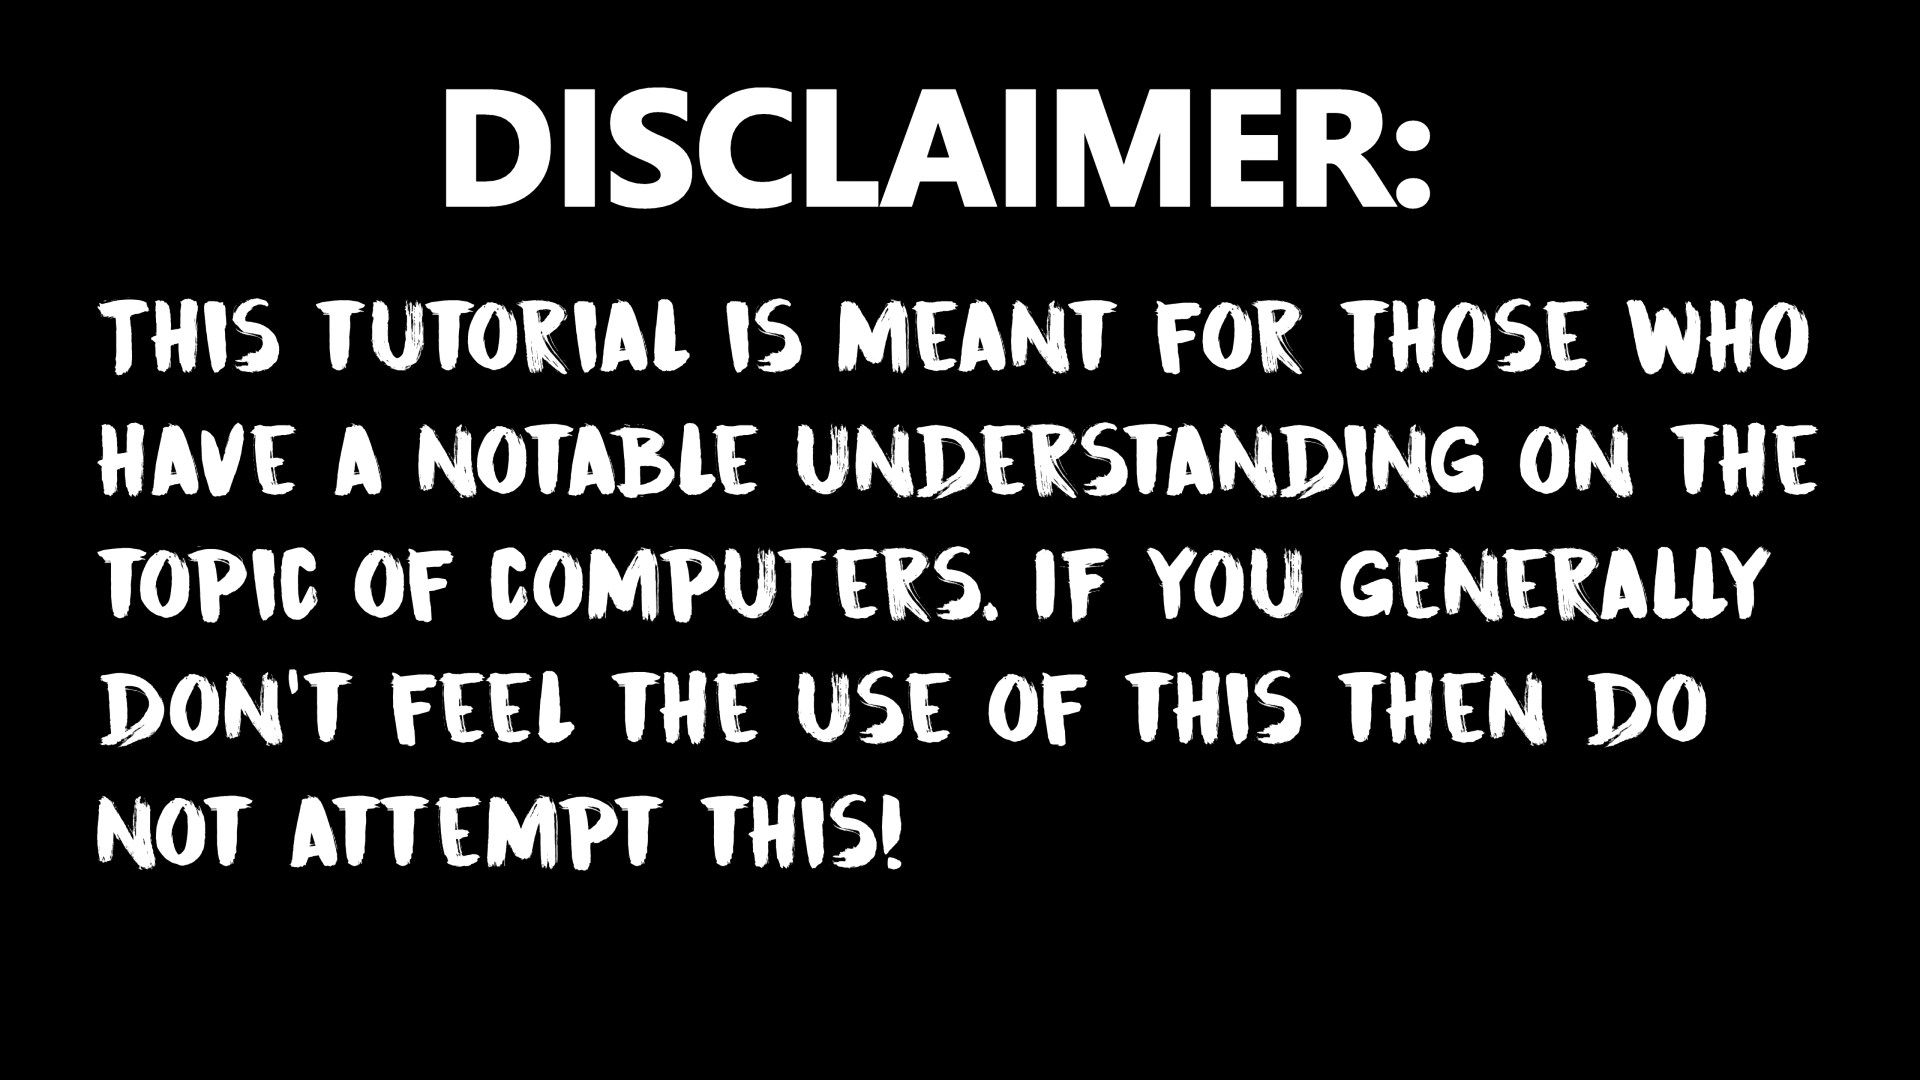 DISCLAIMER:
THIS TUTORIAL IS MEANT FOR THOSE WHO
HAVE A NOTABLE UNDERSTANDING ON THE
TOPIC OF COMPUTERS. IF YOU GENERALLY
DON'T FEEL THE USE OF THIS THEN DO
NOT ATTEMPT THIS!